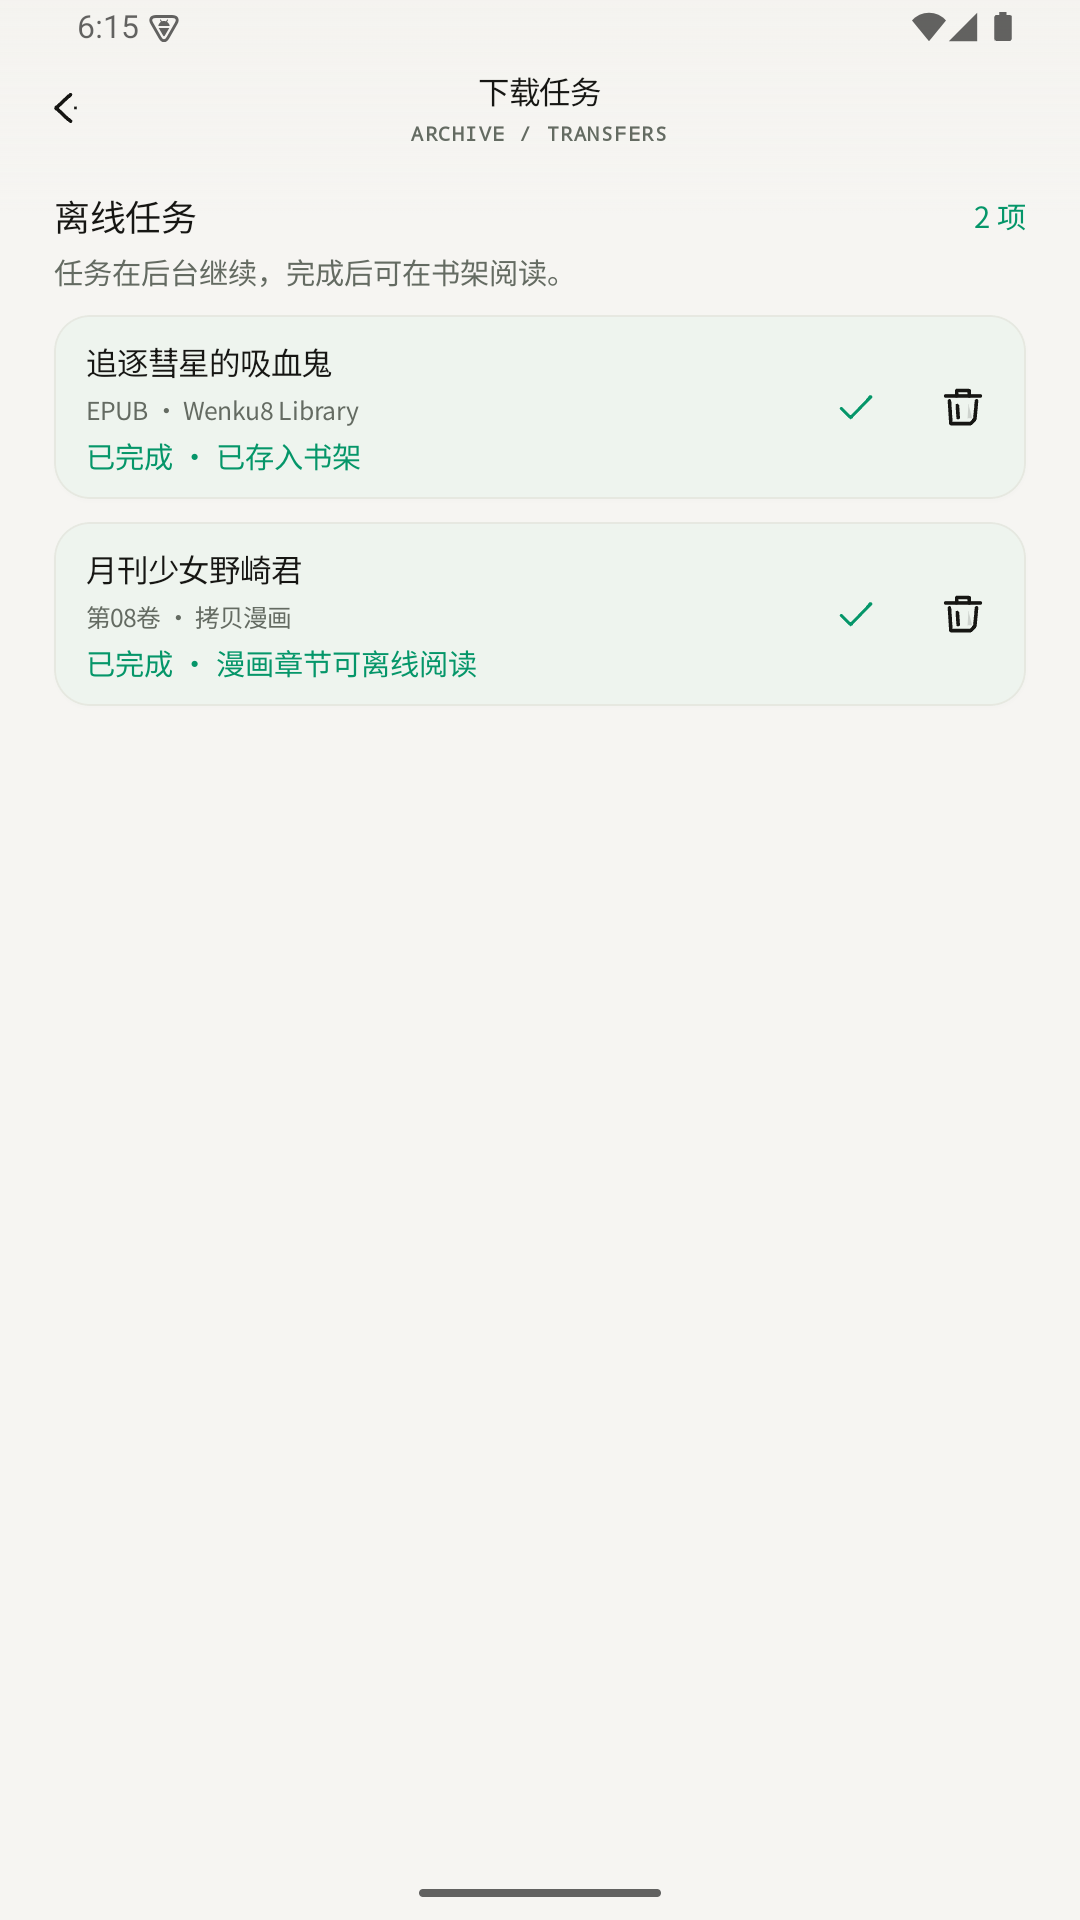 6:15
下载任务
ARCHIVE / TRANSFERS
离线任务
2 项
任务在后台继续，完成后可在书架阅读。
追逐彗星的吸血鬼
EPUB • Wenku8 Library
已完成 • 已存入书架
月刊少女野崎君
第08卷 • 拷贝漫画
已完成 • 漫画章节可离线阅读